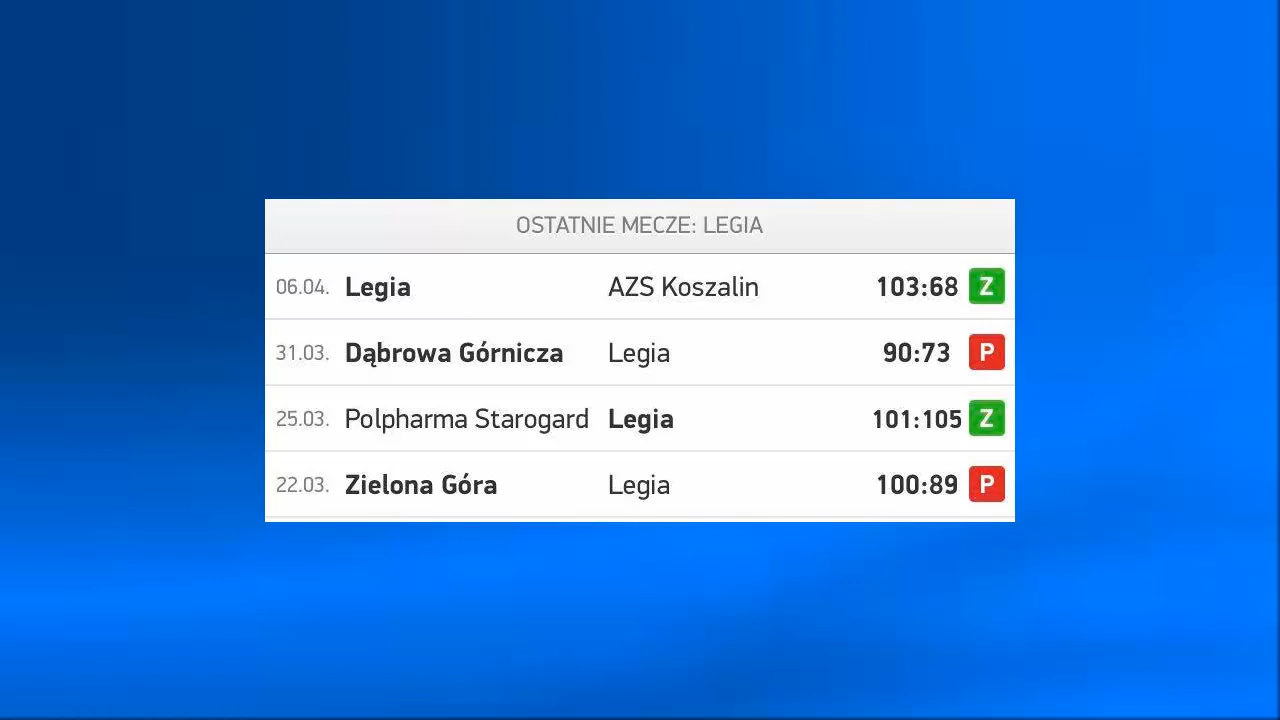 OSTATNIE MECZE: LEGIA
06.04. Legia AZS Koszalin 103:68 Z
31.03. Dąbrowa Górnicza Legia 90:73 P
25.03. Polpharma Starogard Legia 101:105 Z
22.03. Zielona Góra Legia 100:89 P